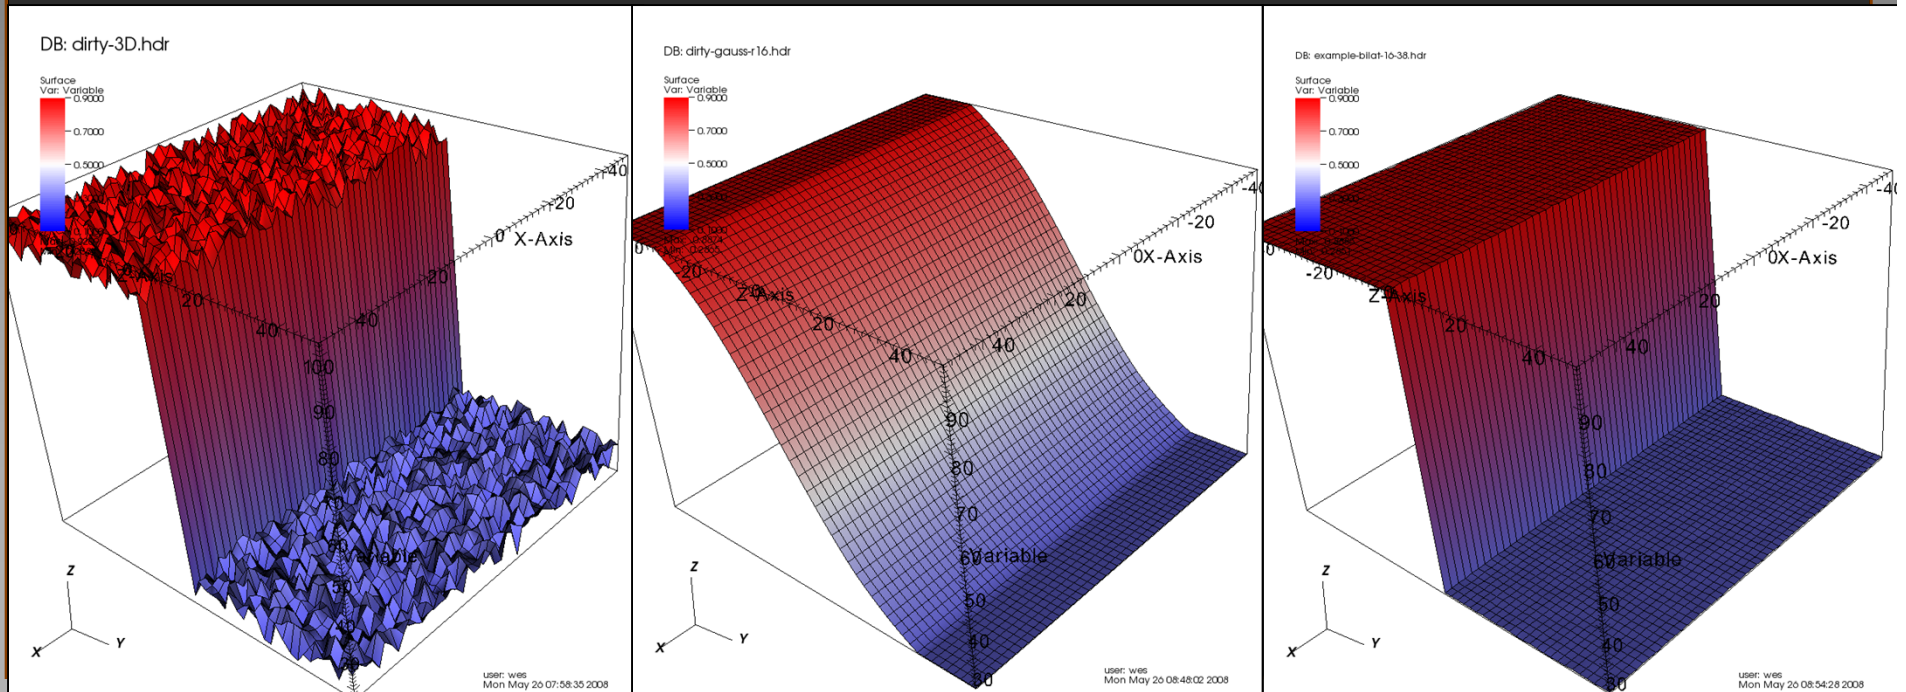 DB: dirty-3D.hdr
Surface
Var: Variable
0.9000
0.7000
0.5000
-40
-20
0 X-Axis
20
40
Axis
20
40
100
90
80
Variable
40
Z
X
Y
user: wes
Mon May 26 07:58:35 2008
DB: dirty-gauss-r16.hdr
Surface
Var: Variable
0.9000
0.7000
0.5000
-20
0X-Axis
20
40
-20
Z-Axis
20
40
90
80
70
60
Variable
50
40
30
Z
X
Y
user: wes
Mon May 26 08:48:02 2008
DB: example-bilat-16-38.hdr
Surface
Var: Variable
0.9000
0.7000
0.5000
-20
0X-Axis
20
40
-20
Z-Axis
20
40
90
80
70
Variable
50
40
30
Z
X
Y
user: wes
Mon May 26 08:54:28 2008